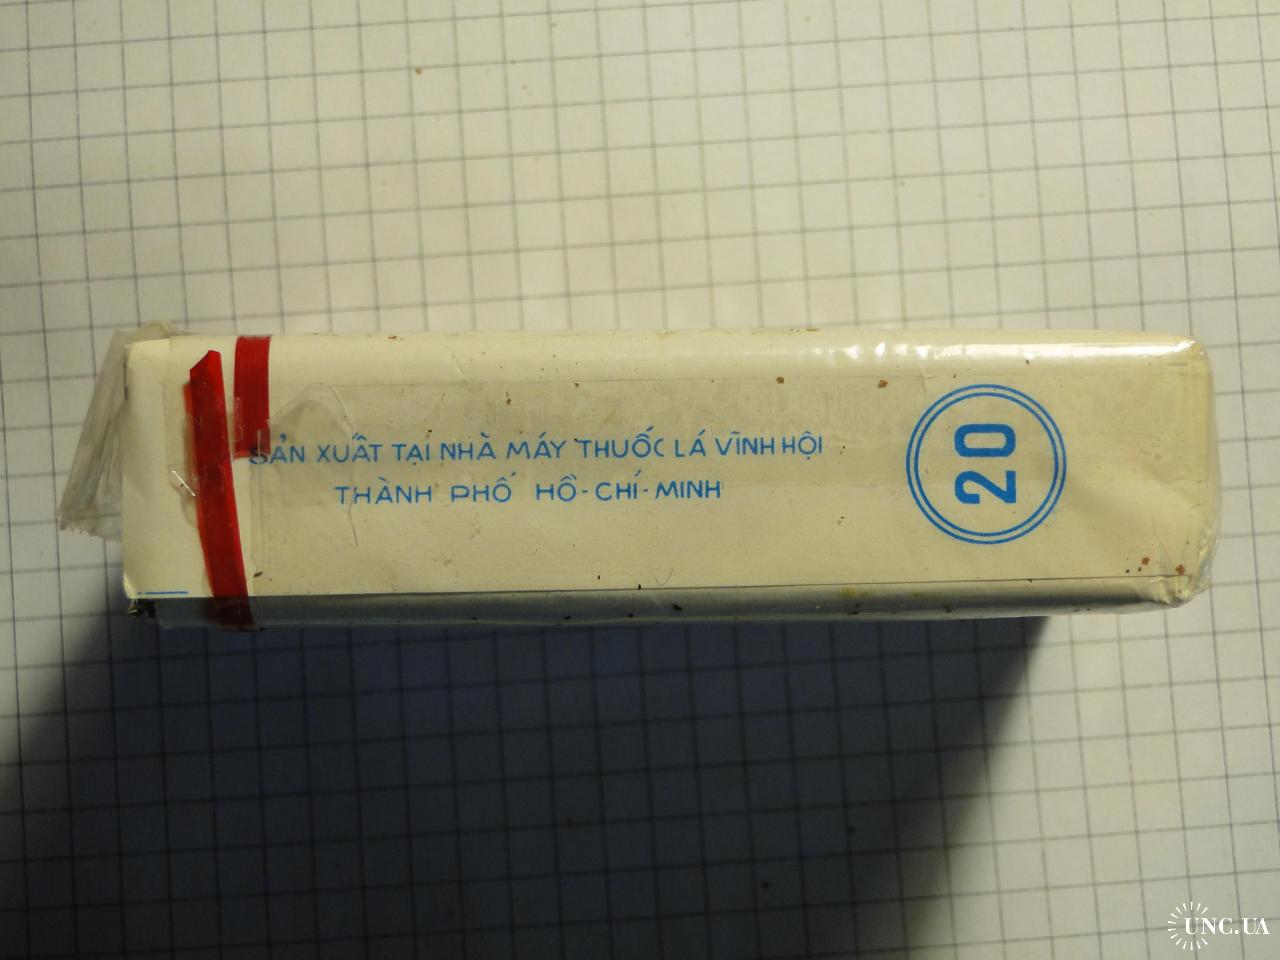 SẢN XUẤT TẠI NHÀ MÁY THUỐC LÁ VĨNH HỘI
THÀNH PHỐ HỒ-CHÍ-MINH
20
UNC.UA